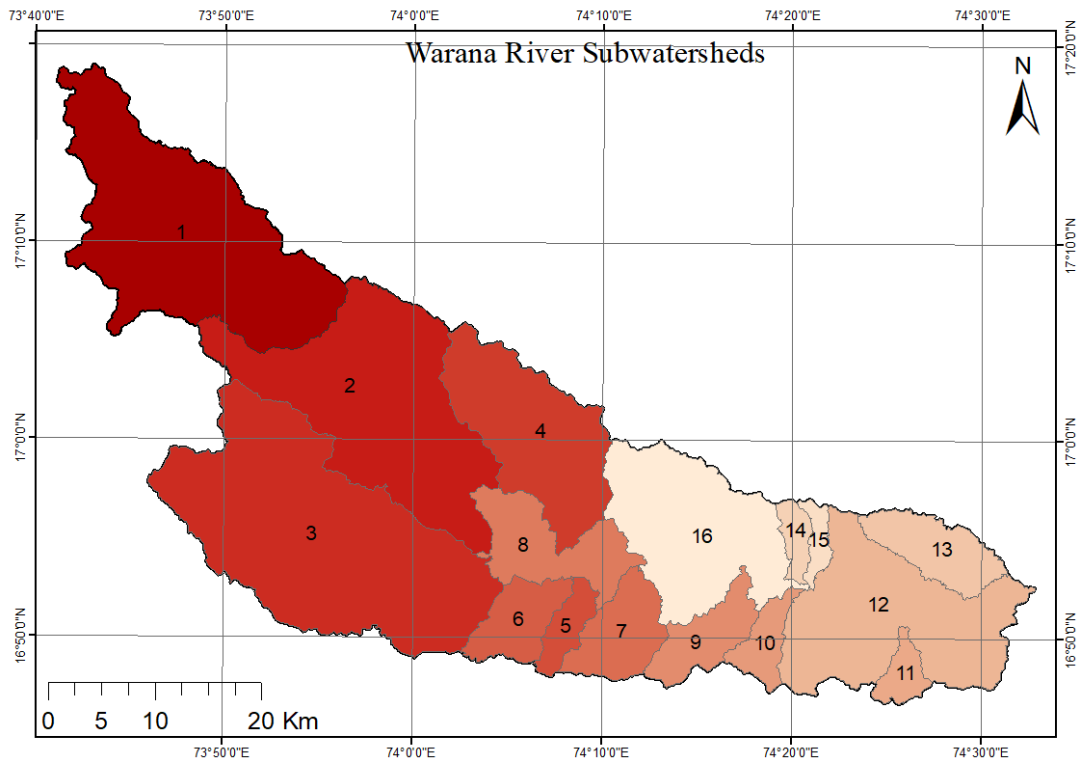 73°40'0"E 73°50'0"E 74°0'0"E 74°10'0"E 74°20'0"E 74°30'0"E
Warana River Subwatersheds
N
17°20'0"N
17°10'0"N 17°10'0"N
17°0'0"N 17°0'0"N
16°50'0"N 16°50'0"N
1
2
4
3
8
16
14
15
13
12
6
5
7
9
10
11
0 5 10 20 Km
73°50'0"E 74°0'0"E 74°10'0"E 74°20'0"E 74°30'0"E